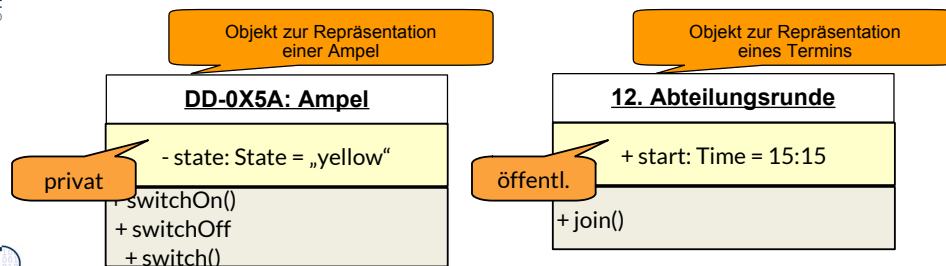 Objekt zur Repräsentation
einer Ampel
DD-0X5A: Ampel
- state: State = „yellow“
privat
+ switchOn()
+ switchOff
+ switch()
Objekt zur Repräsentation
eines Termins
12. Abteilungsrunde
+ start: Time = 15:15
öffentl.
+ join()